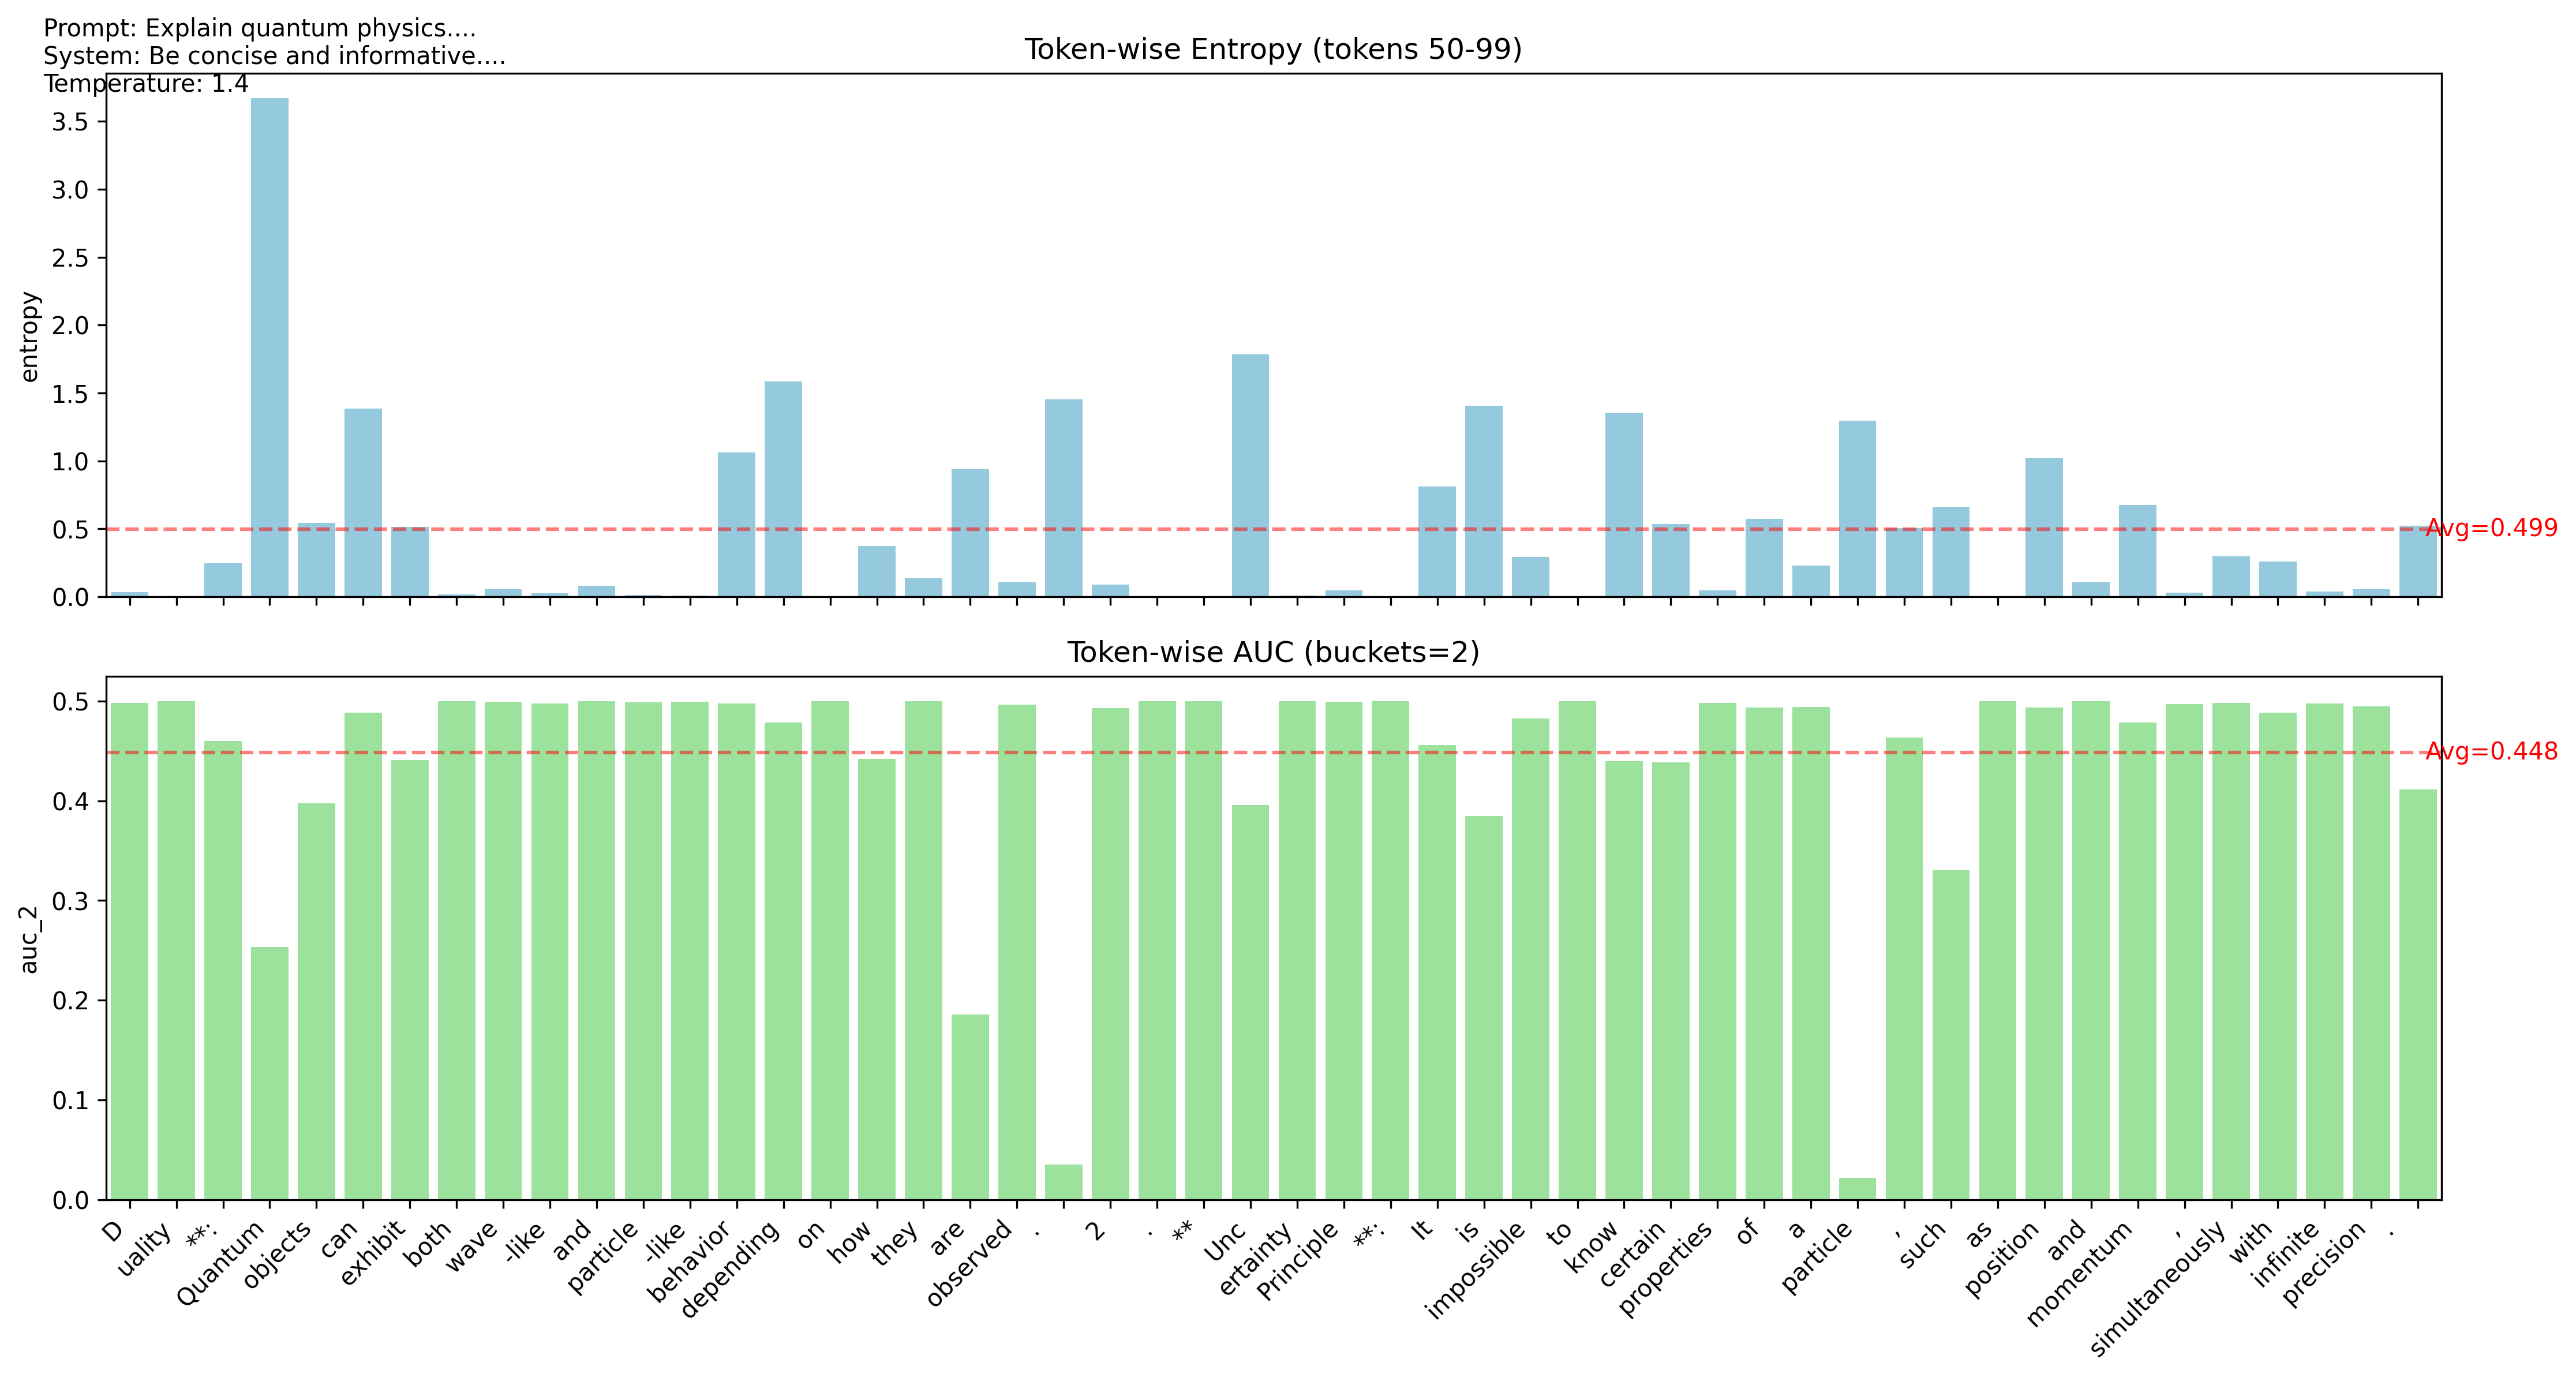 Prompt: Explain quantum physics....
System: Be concise and informative....
Temperature: 1.4
Token-wise Entropy (tokens 50-99)
entropy
3.5
3.0
2.5
2.0
1.5
1.0
0.5
0.0
Avg=0.499
Token-wise AUC (buckets=2)
auc_2
0.5
0.4
0.3
0.2
0.1
0.0
Avg=0.448
D
uality
**:
Quantum
objects
can
exhibit
both
wave
-like
and
particle
-like
behavior
depending
on
how
they
are
observed
.
2
.
**
Unc
ertainty
Principle
**:
It
is
impossible
to
know
certain
properties
of
a
particle
,
such
as
position
and
momentum
,
simultaneously
with
infinite
precision
.